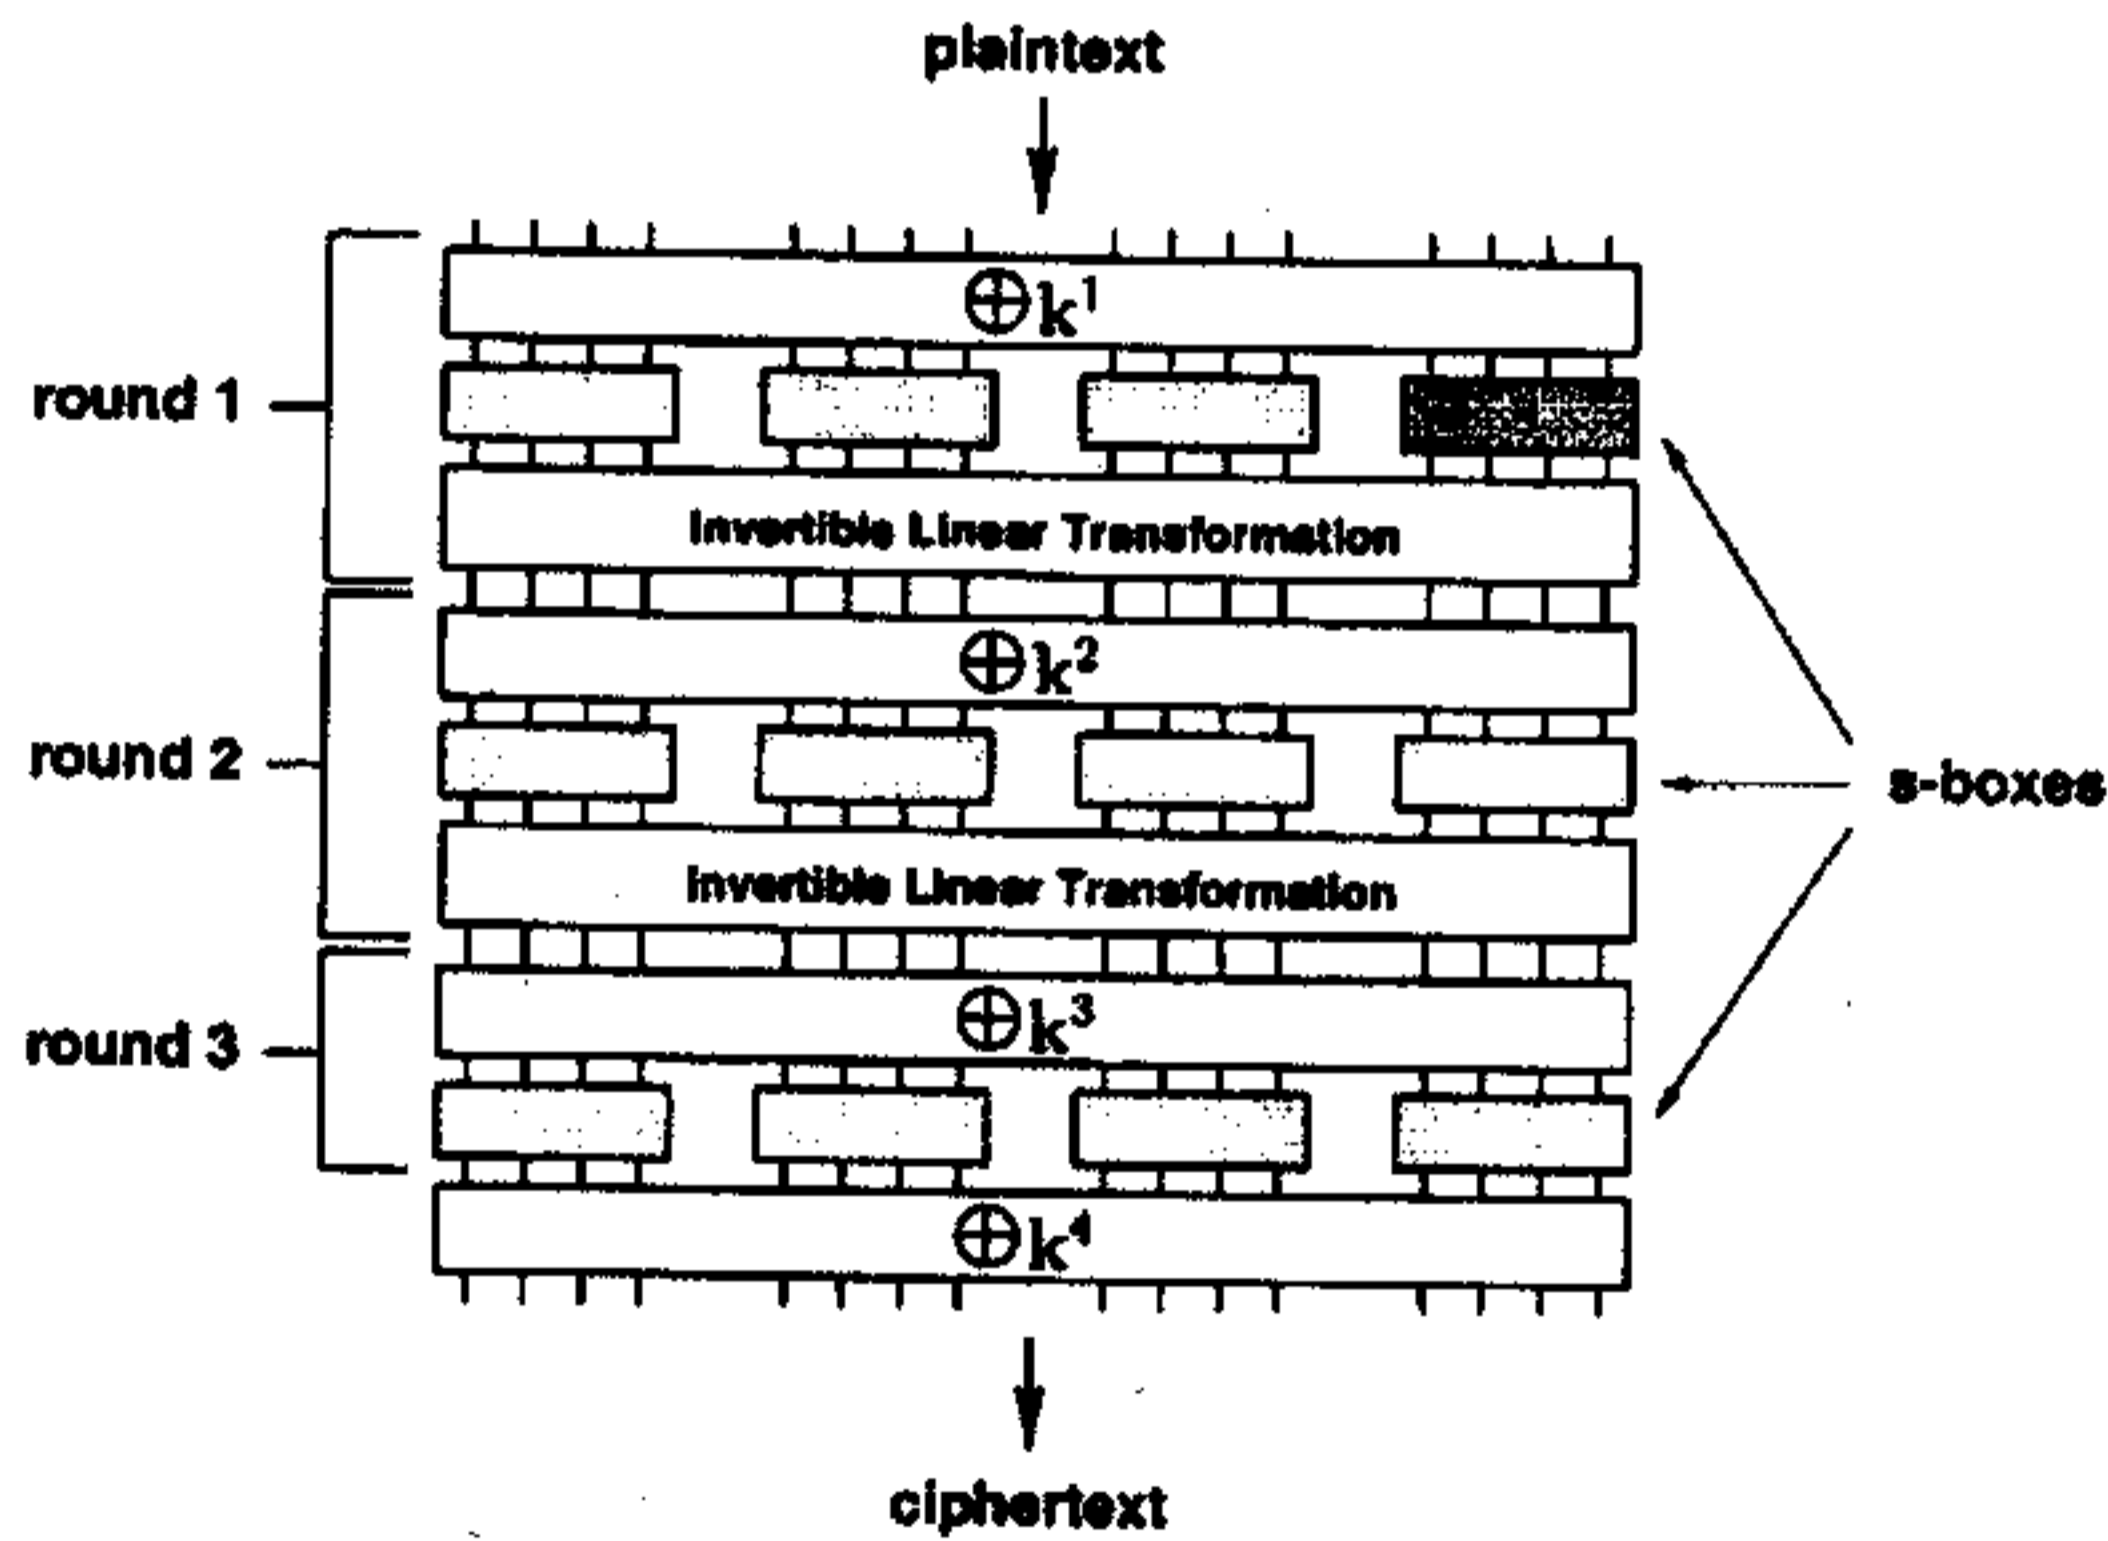 plaintext
⊕k¹
round 1
Invertible Linear Transformation
⊕k²
round 2
s-boxes
Invertible Linear Transformation
⊕k³
round 3
⊕k⁴
ciphertext